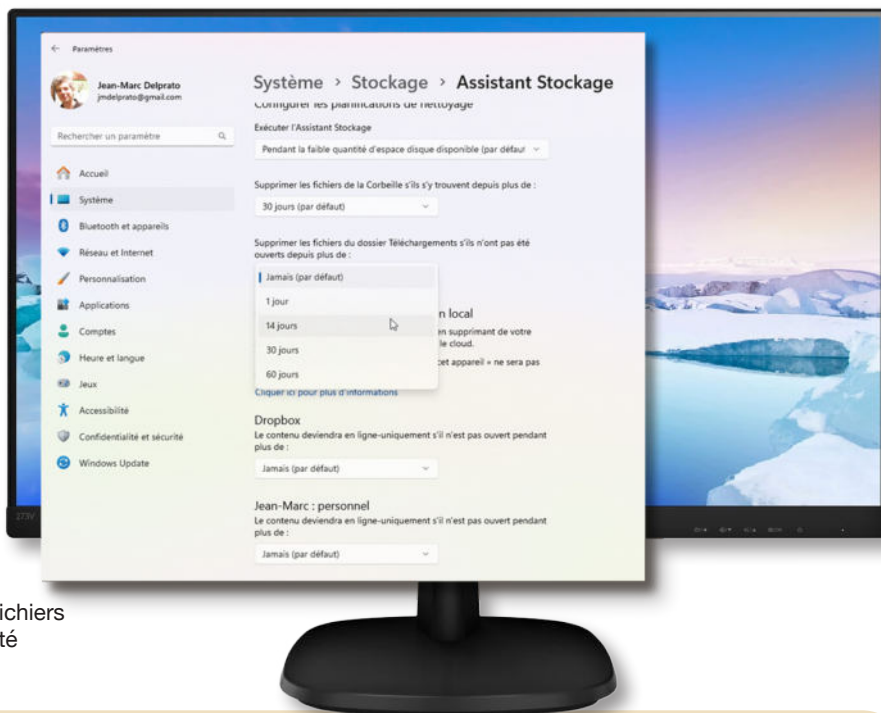 ← Paramètres
Jean-Marc Delprato
jmdelprato@gmail.com
Rechercher un paramètre
Accueil
Système
Bluetooth et appareils
Réseau et Internet
Personnalisation
Applications
Comptes
Heure et langue
Jeux
Accessibilité
Confidentialité et sécurité
Windows Update
Système > Stockage > Assistant Stockage
Configurer les planifications de nettoyage
Exécuter l'Assistant Stockage
Pendant la faible quantité d'espace disque disponible (par défaut
Supprimer les fichiers de la Corbeille s'ils s'y trouvent depuis plus de :
30 jours (par défaut)
Supprimer les fichiers du dossier Téléchargements s'ils n'ont pas été
ouverts depuis plus de :
Jamais (par défaut)
1 jour
14 jours
30 jours
60 jours
n local
en supprimant de votre
le cloud.
cet appareil « ne sera pas
Cliquer ici pour plus d'informations
Dropbox
Le contenu deviendra en ligne-uniquement s'il n'est pas ouvert pendant
plus de :
Jamais (par défaut)
Jean-Marc : personnel
Le contenu deviendra en ligne-uniquement s'il n'est pas ouvert pendant
plus de :
Jamais (par défaut)
273V
ichiers
té